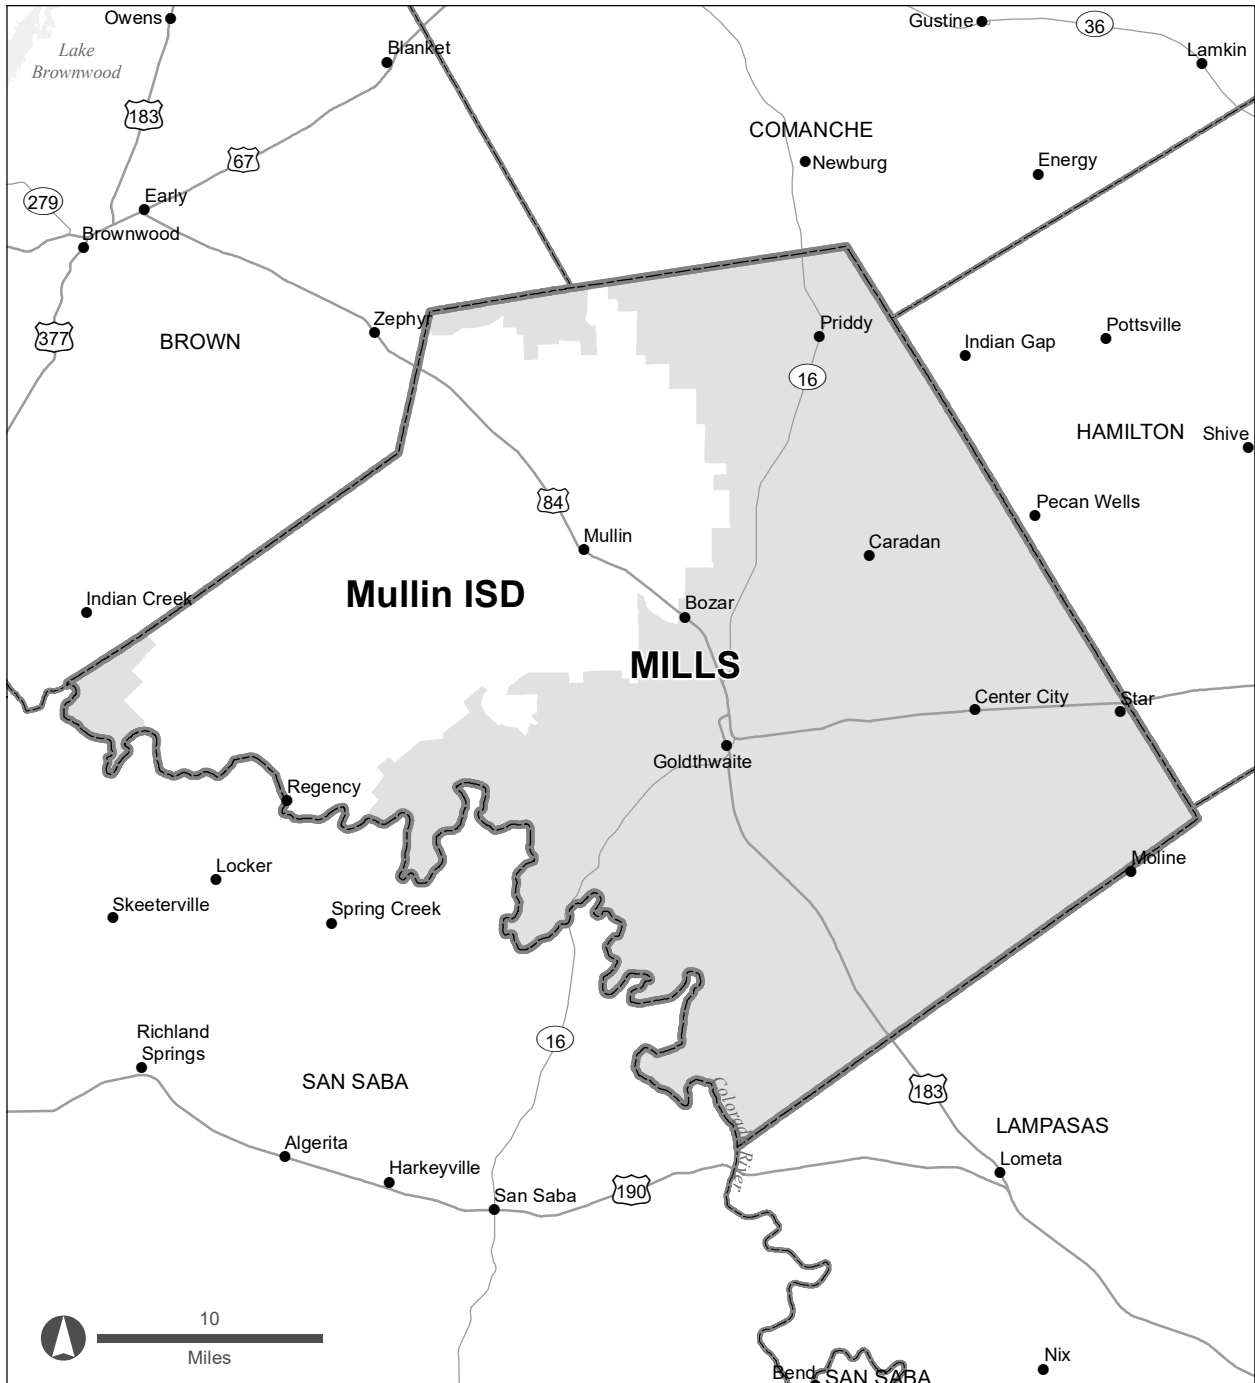 Owens
Gustine
36
Lake
Brownwood
Blanket
Lamkin
183
COMANCHE
67
Newburg
Energy
279
Early
Brownwood
Zephyr
377
BROWN
Priddy
Pottsville
Indian Gap
16
HAMILTON
Shive
84
Pecan Wells
Mullin
Caradan
Mullin ISD
Indian Creek
Bozar
MILLS
Center City
Star
Goldthwaite
Regency
Moline
Locker
Skeeterville
Spring Creek
Richland
Springs
16
SAN SABA
Colorado River
183
LAMPASAS
Algerita
Lometa
Harkeyville
190
San Saba
10
Miles
Nix
Bend
SAN SABA